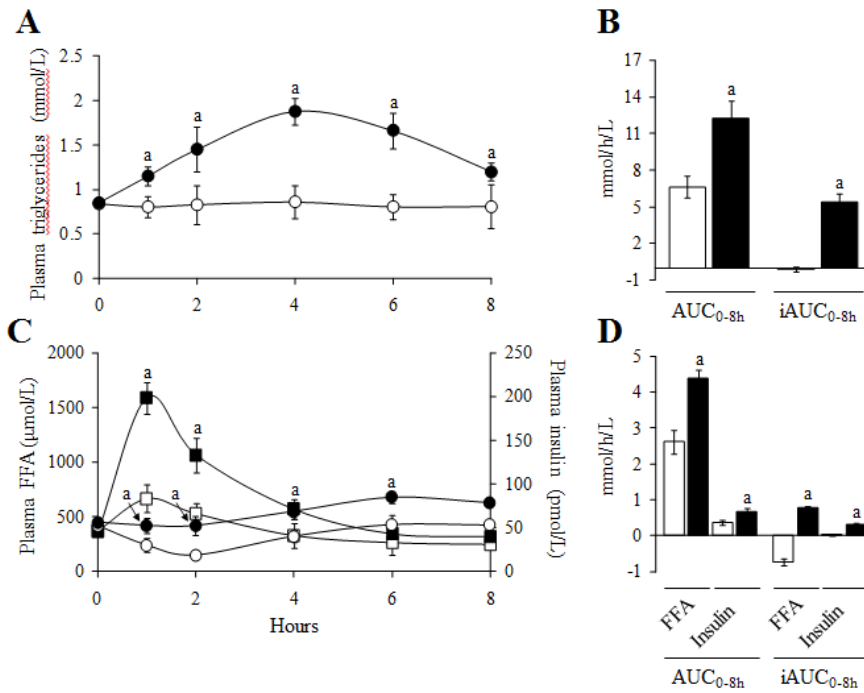 A
Plasma triglycerides (mmol/L)
2.5
2
1.5
1
0.5
0
a
a
a
a
a
0 2 4 6 8
B
mmol/h/L
17
14
11
8
5
2
-1
a
a
AUC0-8h iAUC0-8h
C
Plasma FFA (µmol/L)
2000
1500
1000
500
0
a
a
a
a
a
a
250
200
150
100
50
0
Plasma insulin (pmol/L)
0 2 4 6 8
Hours
D
mmol/h/L
5
4
3
2
1
0
-1
a
a
a
a
FFA Insulin FFA Insulin
AUC0-8h iAUC0-8h